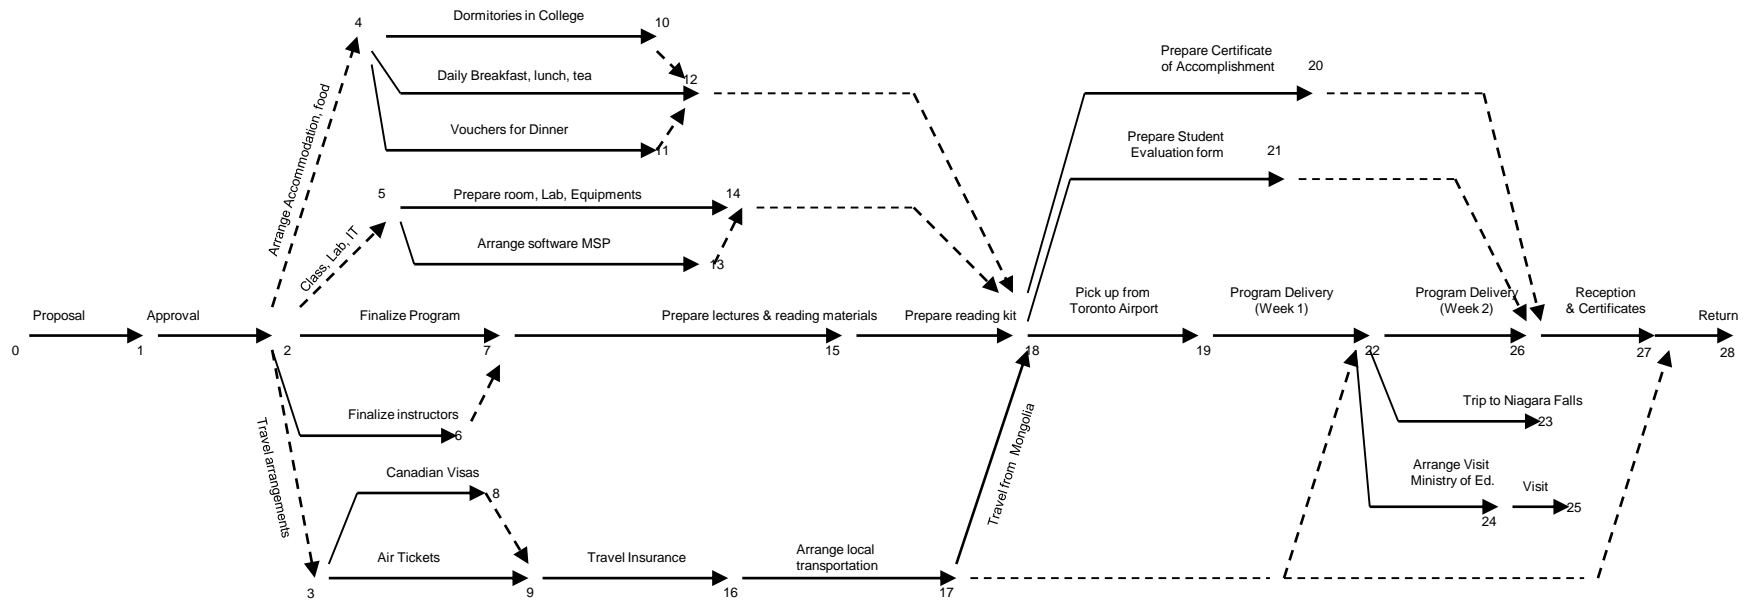 Dormitories in College
4
10
Prepare Certificate
of Accomplishment
20
Daily Breakfast, lunch, tea
12
Arrange Accommodation, food
Vouchers for Dinner
11
Prepare Student
Evaluation form
21
5
Prepare room, Lab, Equipments
14
Class, Lab, IT
Arrange software MSP
13
Proposal
Approval
Finalize Program
Prepare lectures & reading materials
Prepare reading kit
Pick up from
Toronto Airport
Program Delivery
(Week 1)
Program Delivery
(Week 2)
Reception
& Certificates
Return
0
1
2
7
15
18
19
22
26
27
28
Finalize instructors
6
Trip to Niagara Falls
23
Travel arrangements
Travel from Mongolia
Canadian Visas
8
Arrange Visit
Ministry of Ed.
Visit
24
25
Air Tickets
Travel Insurance
Arrange local
transportation
3
9
16
17